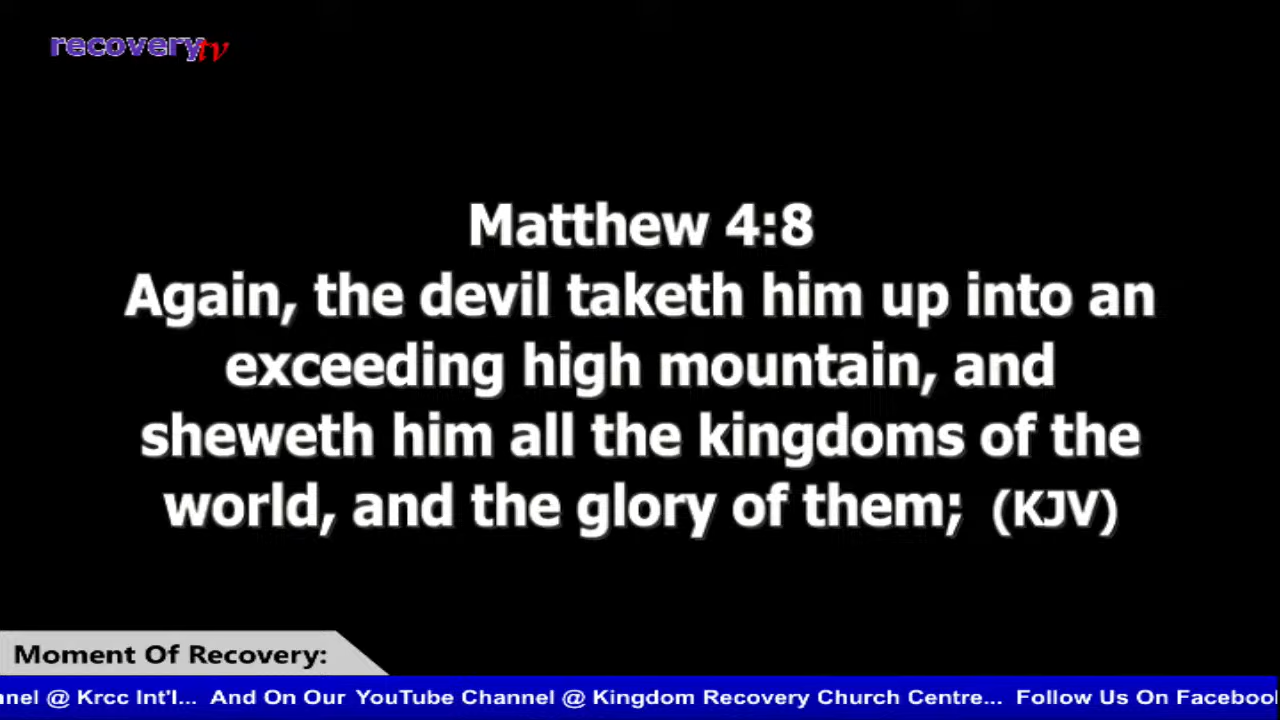 recoverytv
Matthew 4:8
Again, the devil taketh him up into an
exceeding high mountain, and
sheweth him all the kingdoms of the
world, and the glory of them; (KJV)
Moment Of Recovery:
@ Krcc Int'l... And On Our YouTube Channel @ Kingdom Recovery Church Centre... Follow Us On Facebook